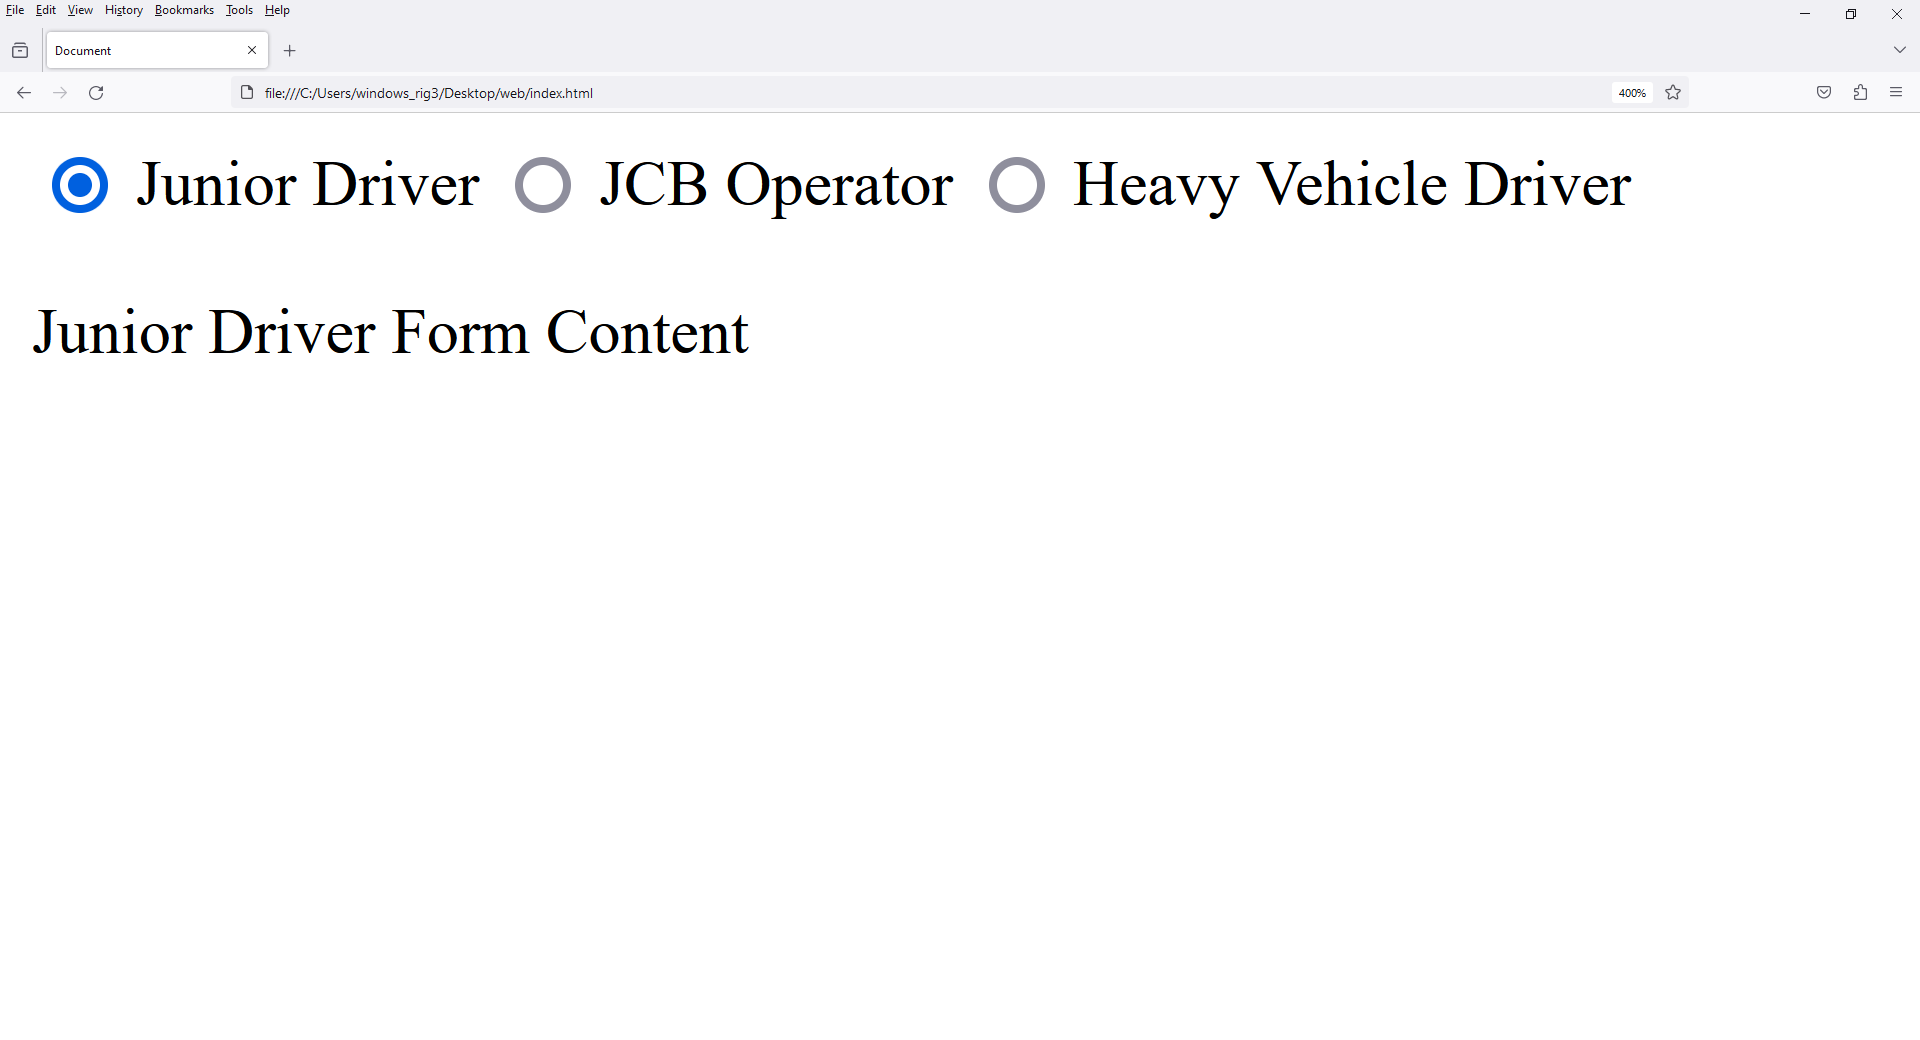 File Edit View History Bookmarks Tools Help
Document
file:///C:/Users/windows_rig3/Desktop/web/index.html 400%
Junior Driver JCB Operator Heavy Vehicle Driver
Junior Driver Form Content